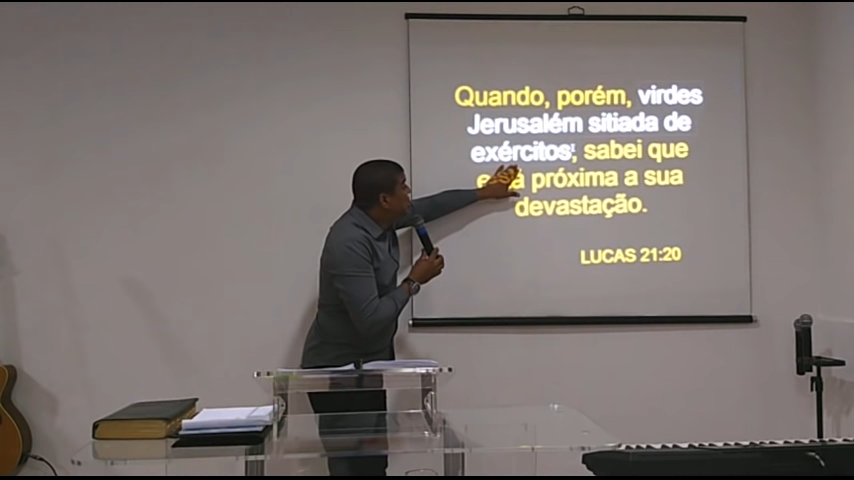 Quando, porém, virdes
Jerusalém sitiada de
exércitos, sabei que
próxima a sua
devastação.
LUCAS 21:20